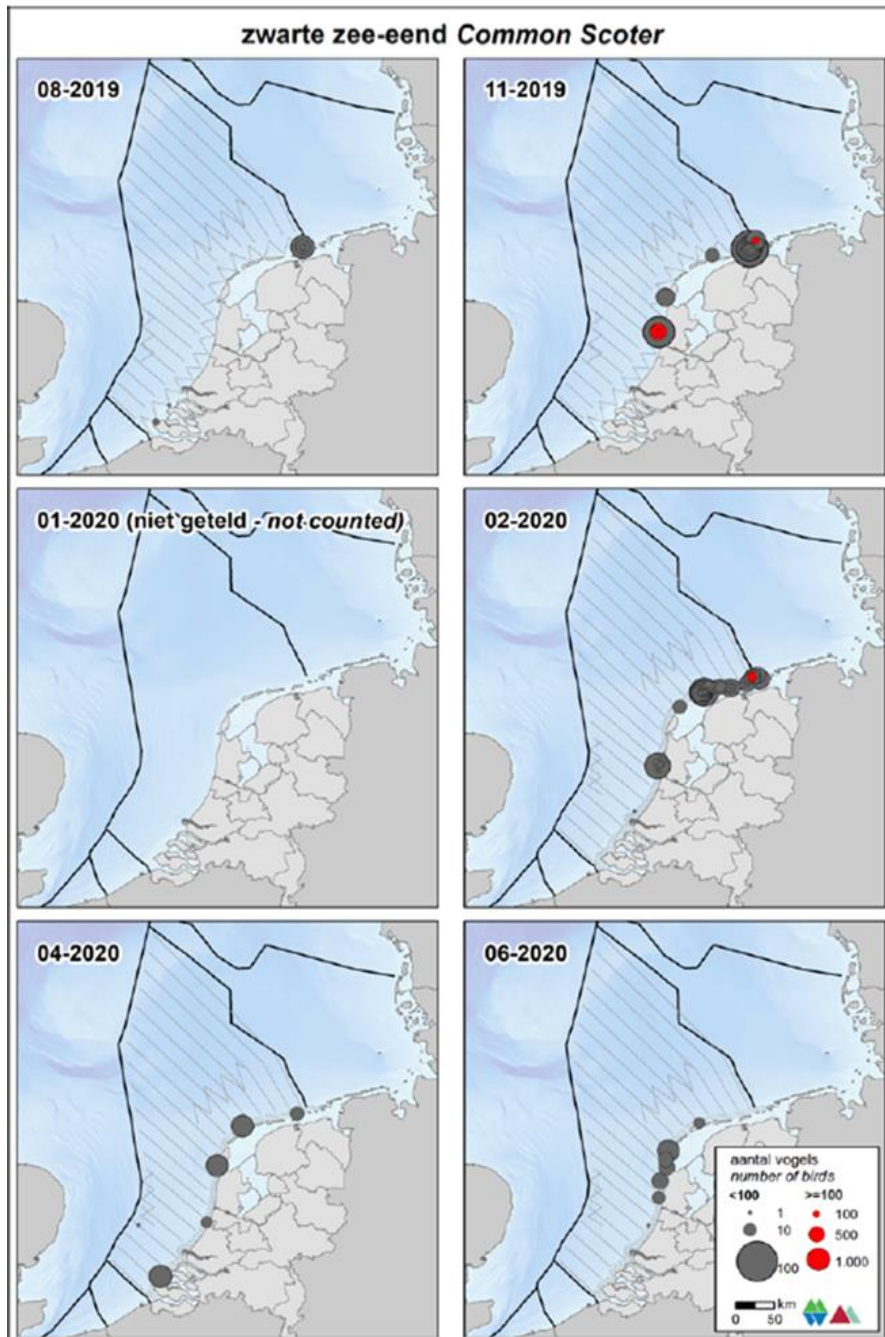 zwarte zee-eend Common Scoter
08-2019
11-2019
01-2020 (niet geteld - not counted)
02-2020
04-2020
06-2020
aantal vogels
number of birds
<100 >=100
1 100
10 500
100 1.000
km
0 50